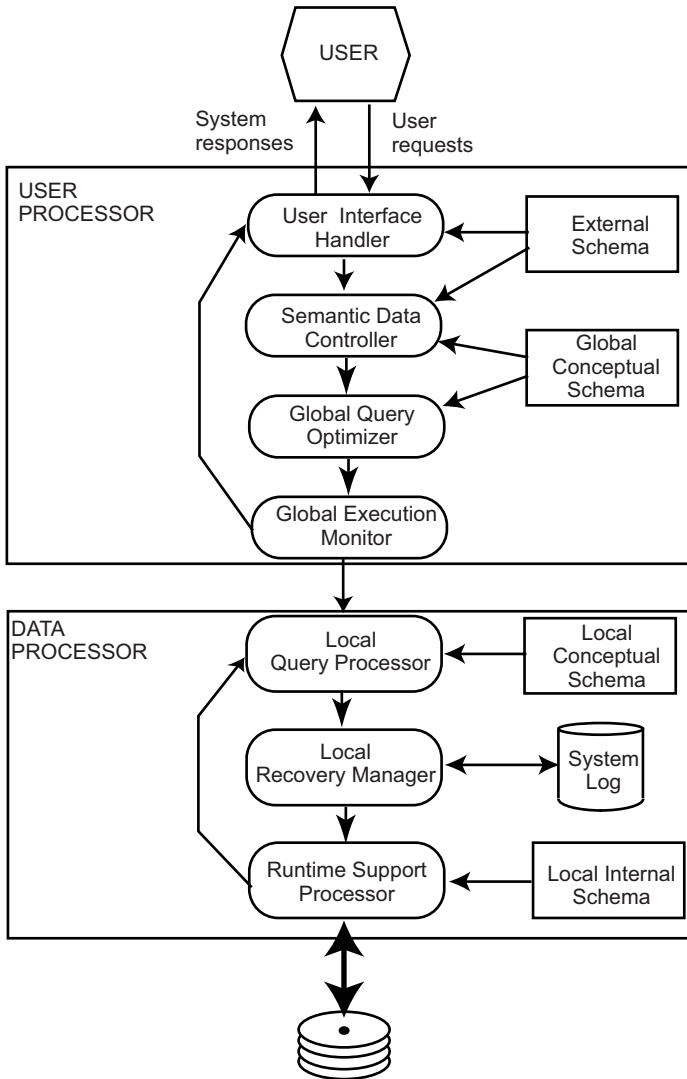 USER
System
responses
User
requests
USER
PROCESSOR
User Interface
Handler
External
Schema
Semantic Data
Controller
Global
Conceptual
Schema
Global Query
Optimizer
Global Execution
Monitor
DATA
PROCESSOR
Local
Query Processor
Local
Conceptual
Schema
Local
Recovery Manager
System
Log
Runtime Support
Processor
Local Internal
Schema